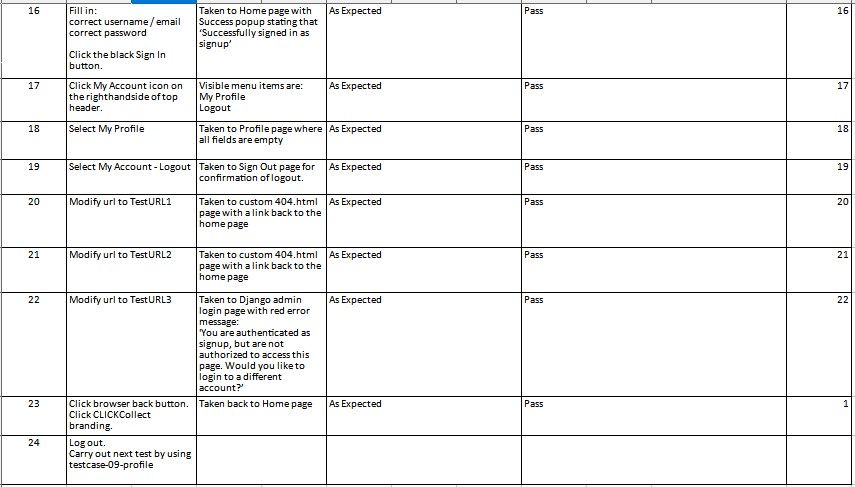 16 Fill in: Taken to Home page with As Expected Pass 16
correct username / email Success popup stating that
correct password 'Successfully signed in as
signup'
Click the black Sign In
button.
17 Click My Account icon on Visible menu items are: As Expected Pass 17
the righthandside of top My Profile
header. Logout
18 Select My Profile Taken to Profile page where As Expected Pass 18
all fields are empty
19 Select My Account - Logout Taken to Sign Out page for As Expected Pass 19
confirmation of logout.
20 Modify url to TestURL1 Taken to custom 404.html As Expected Pass 20
page with a link back to the
home page
21 Modify url to TestURL2 Taken to custom 404.html As Expected Pass 21
page with a link back to the
home page
22 Modify url to TestURL3 Taken to Django admin As Expected Pass 22
login page with red error
message:
'You are authenticated as
signup, but are not
authorized to access this
page. Would you like to
login to a different
account?'
23 Click browser back button. Taken back to Home page As Expected Pass 1
Click CLICKCollect
branding.
24 Log out.
Carry out next test by using
testcase-09-profile